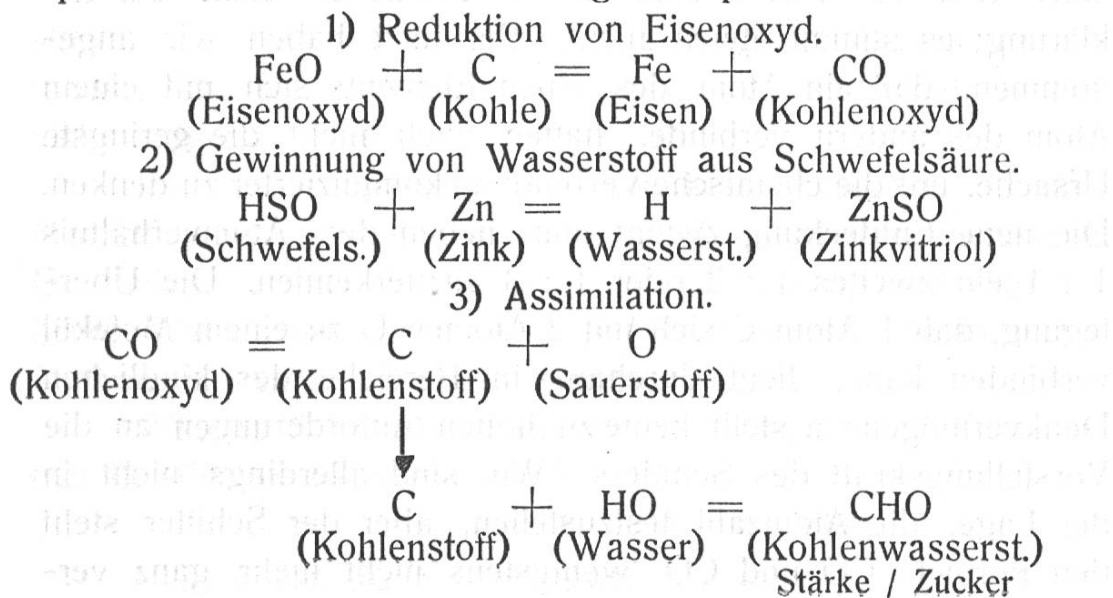 1) Reduktion von Eisenoxyd.
FeO + C = Fe + CO
(Eisenoxyd) (Kohle) (Eisen) (Kohlenoxyd)
2) Gewinnung von Wasserstoff aus Schwefelsäure.
HSO + Zn = H + ZnSO
(Schwefels.) (Zink) (Wasserst.) (Zinkvitriol)
3) Assimilation.
CO = C + O
(Kohlenoxyd) (Kohlenstoff) (Sauerstoff)
C + HO = CHO
(Kohlenstoff) (Wasser) (Kohlenwasserst.)
Stärke / Zucker